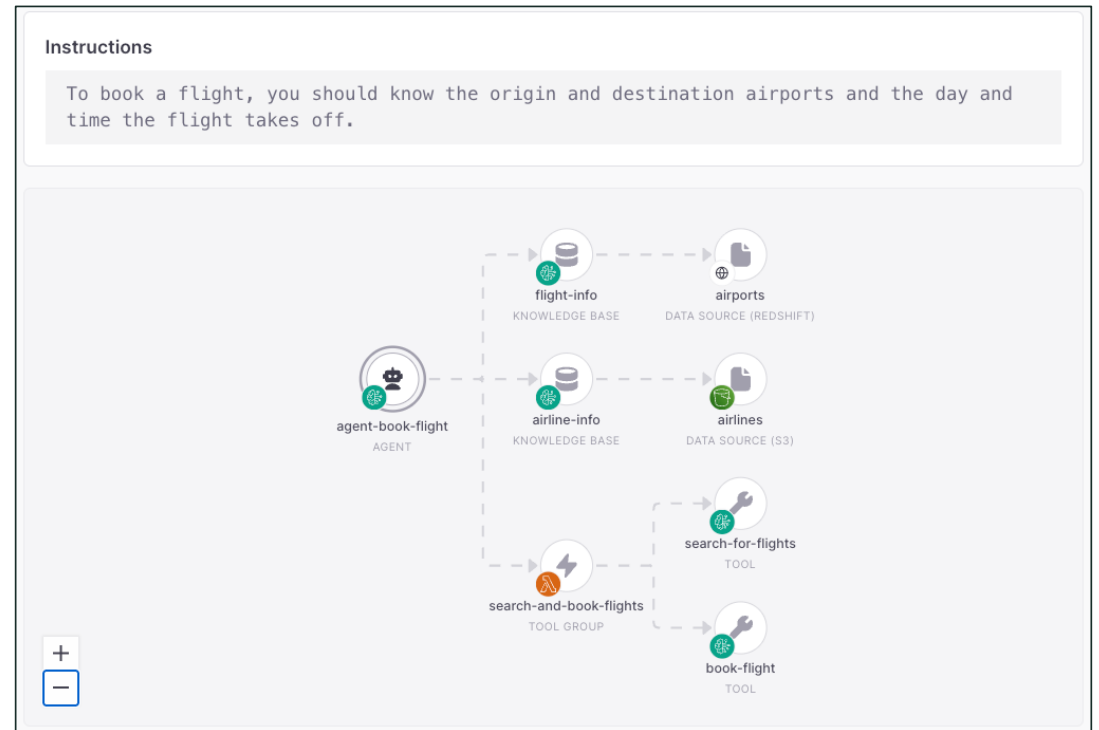 Instructions
To book a flight, you should know the origin and destination airports and the day and
time the flight takes off.
flight-info
KNOWLEDGE BASE
airports
DATA SOURCE (REDSHIFT)
agent-book-flight
AGENT
airline-info
KNOWLEDGE BASE
airlines
DATA SOURCE (S3)
search-for-flights
TOOL
search-and-book-flights
TOOL GROUP
book-flight
TOOL